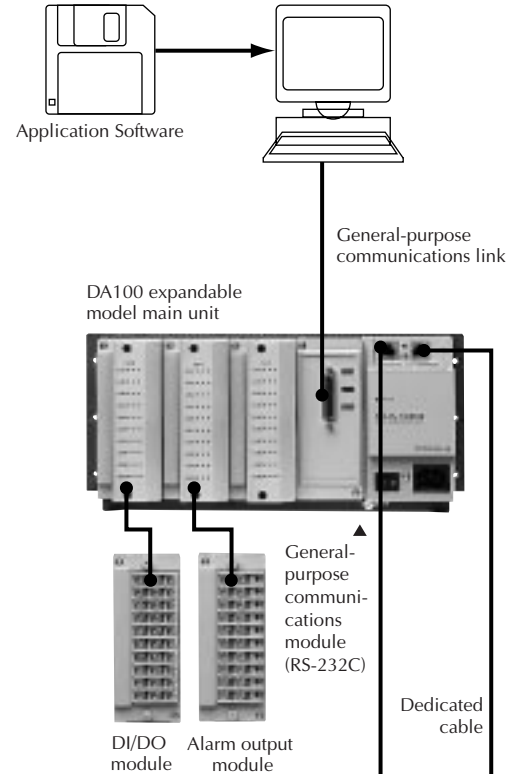 Application Software
General-purpose
communications link
DA100 expandable
model main unit
General-
purpose
communi-
cations
module
(RS-232C)
Dedicated
cable
DI/DO
module
Alarm output
module